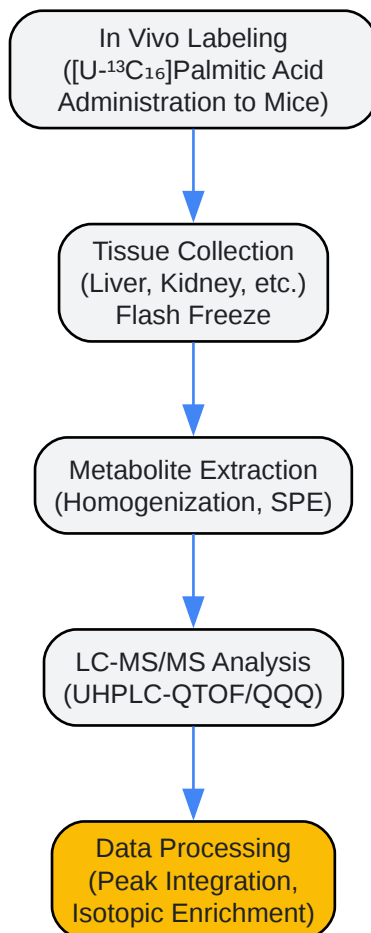 In Vivo Labeling
([U-¹³C₁₆]Palmitic Acid
Administration to Mice)
Tissue Collection
(Liver, Kidney, etc.)
Flash Freeze
Metabolite Extraction
(Homogenization, SPE)
LC-MS/MS Analysis
(UHPLC-QTOF/QQQ)
Data Processing
(Peak Integration,
Isotopic Enrichment)